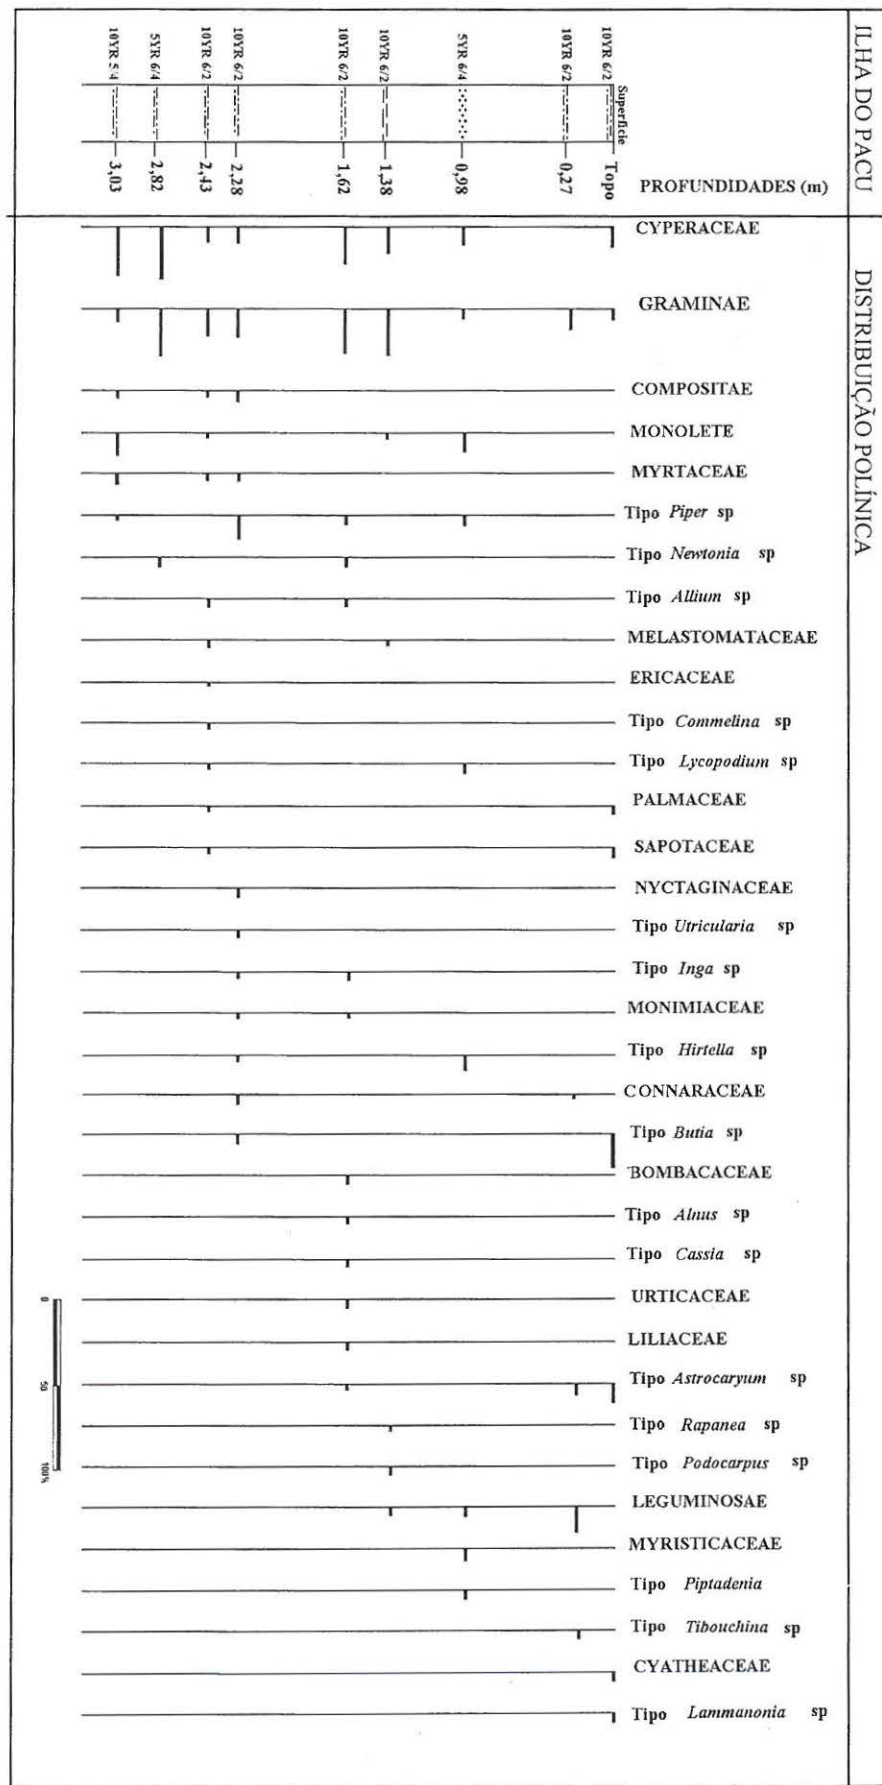 ILHA DO PACU
DISTRIBUIÇÃO POLÍNICA
10YR 5/4
5YR 6/4
10YR 6/2
10YR 6/2
10YR 6/2
10YR 6/2
5YR 6/4
10YR 6/2
10YR 6/2
Superfície
3,03
2,82
2,43
2,28
1,62
1,38
0,98
0,27
Topo
PROFUNDIDADES (m)
CYPERACEAE
GRAMINAE
COMPOSITAE
MONOLETE
MYRTACEAE
Tipo Piper sp
Tipo Newtonia sp
Tipo Allium sp
MELASTOMATACEAE
ERICACEAE
Tipo Commelina sp
Tipo Lycopodium sp
PALMACEAE
SAPOTACEAE
NYCTAGINACEAE
Tipo Utricularia sp
Tipo Inga sp
MONIMIACEAE
Tipo Hirtella sp
CONNARACEAE
Tipo Butia sp
BOMBACACEAE
Tipo Alnus sp
Tipo Cassia sp
URTICACEAE
LILIACEAE
Tipo Astrocaryum sp
Tipo Rapanea sp
Tipo Podocarpus sp
LEGUMINOSAE
MYRISTICACEAE
Tipo Piptadenia
Tipo Tibouchina sp
CYATHEACEAE
Tipo Lammanonia sp
0
50
100%